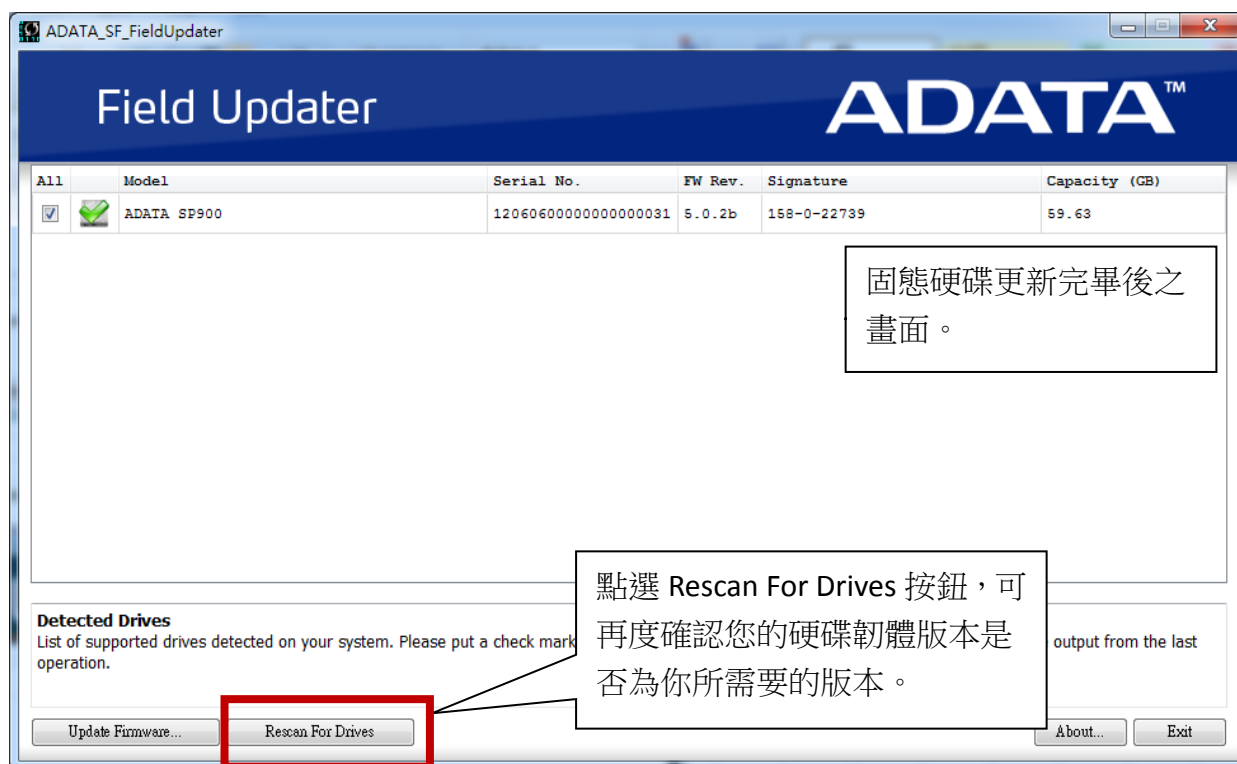 ADATA_SF_FieldUpdater
Field Updater
ADATA™
All Model Serial No. FW Rev. Signature Capacity (GB)
ADATA SP900 12060600000000000031 5.0.2b 158-0-22739 59.63
固態硬碟更新完畢後之
畫面。
點選 Rescan For Drives 按鈕，可
再度確認您的硬碟韌體版本是
否為你所需要的版本。
Detected Drives
List of supported drives detected on your system. Please put a check mark output from the last
operation.
Update Firmware... Rescan For Drives About... Exit